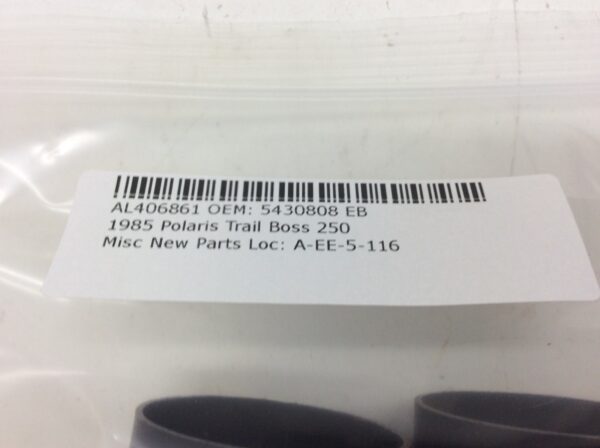 AL406861 OEM: 5430808 EB
1985 Polaris Trail Boss 250
Misc New Parts Loc: A-EE-5-116